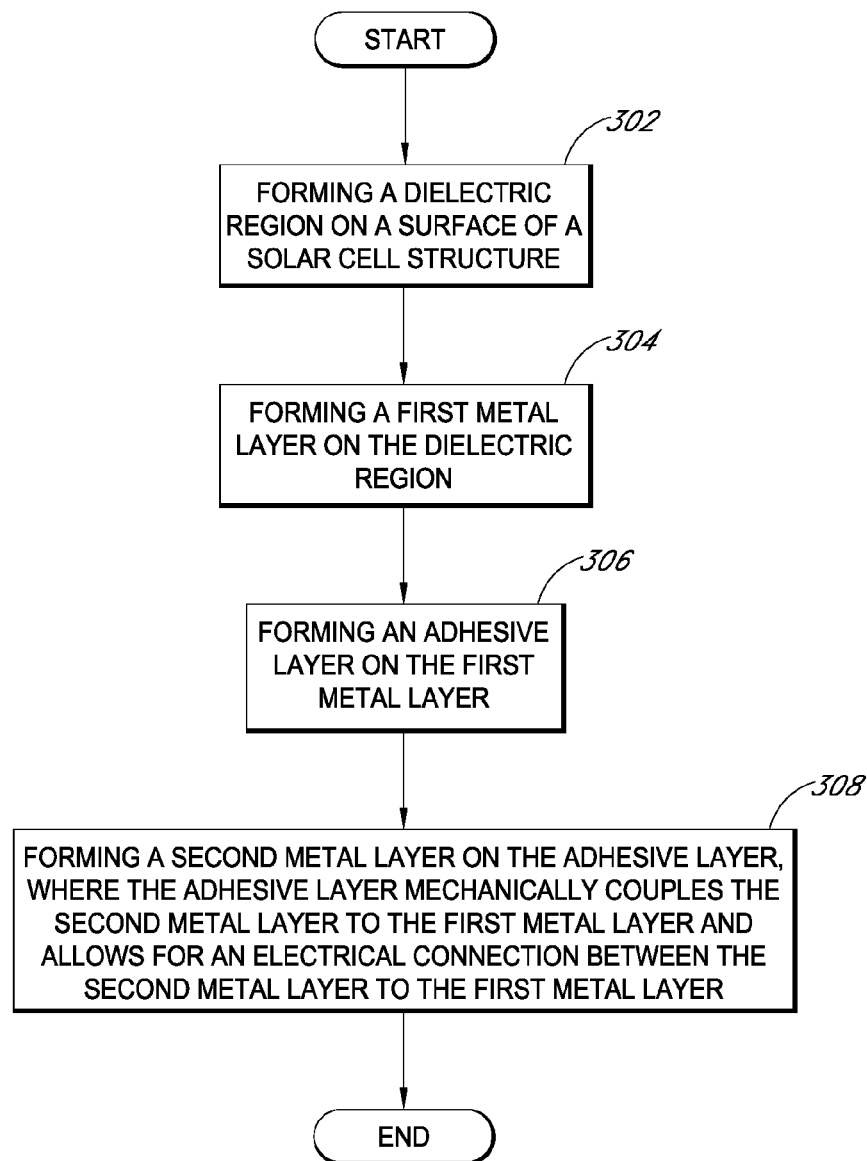 START
302
FORMING A DIELECTRIC
REGION ON A SURFACE OF A
SOLAR CELL STRUCTURE
304
FORMING A FIRST METAL
LAYER ON THE DIELECTRIC
REGION
306
FORMING AN ADHESIVE
LAYER ON THE FIRST
METAL LAYER
308
FORMING A SECOND METAL LAYER ON THE ADHESIVE LAYER,
WHERE THE ADHESIVE LAYER MECHANICALLY COUPLES THE
SECOND METAL LAYER TO THE FIRST METAL LAYER AND
ALLOWS FOR AN ELECTRICAL CONNECTION BETWEEN THE
SECOND METAL LAYER TO THE FIRST METAL LAYER
END